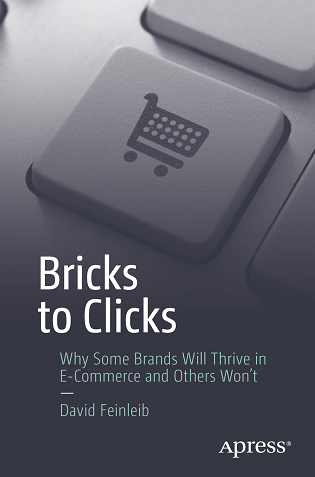 Bricks
to Clicks
Why Some Brands Will Thrive in
E-Commerce and Others Won't
—
David Feinleib
Apress®